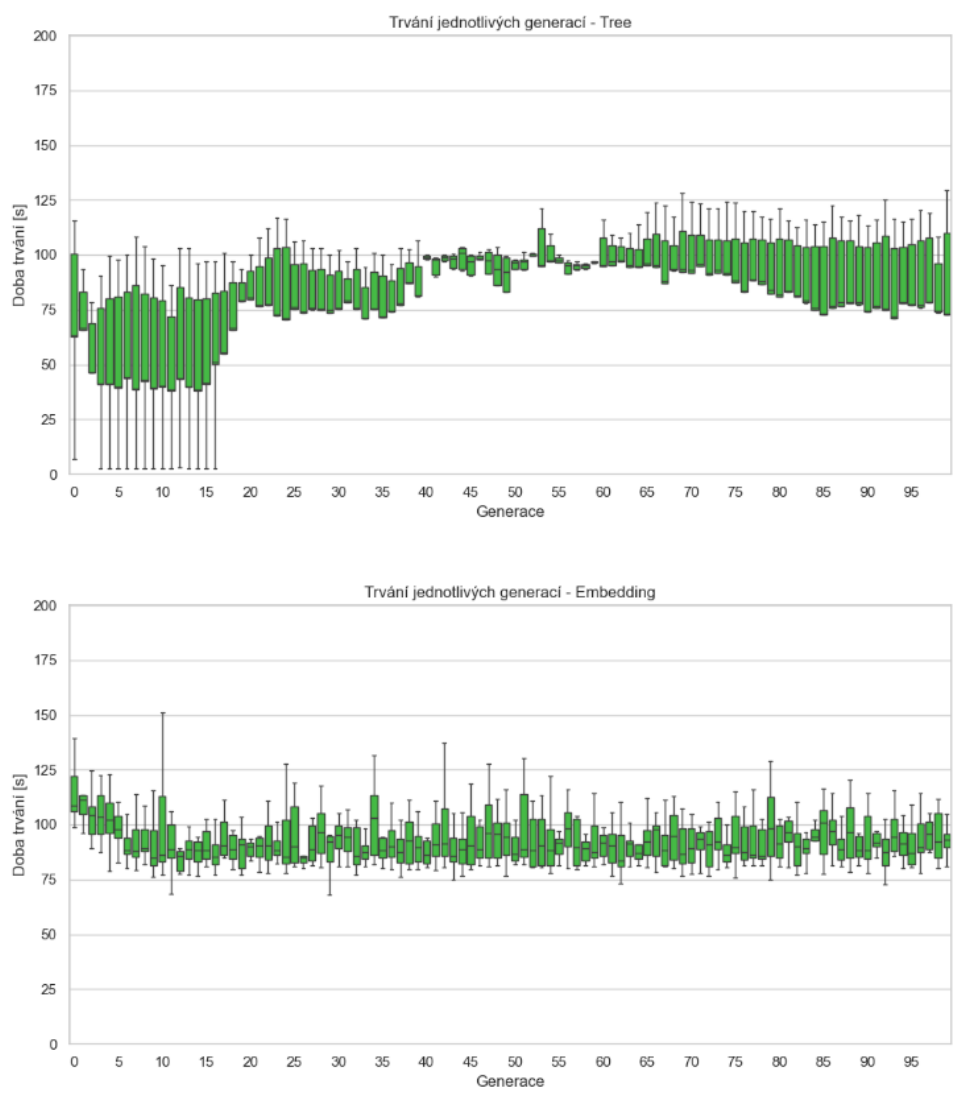 Trvání jednotlivých generací - Tree
200
175
150
125
100
75
50
25
0
Doba trvání [s]
0 5 10 15 20 25 30 35 40 45 50 55 60 65 70 75 80 85 90 95
Generace
Trvání jednotlivých generací - Embedding
200
175
150
125
100
75
50
25
0
Doba trvání [s]
0 5 10 15 20 25 30 35 40 45 50 55 60 65 70 75 80 85 90 95
Generace